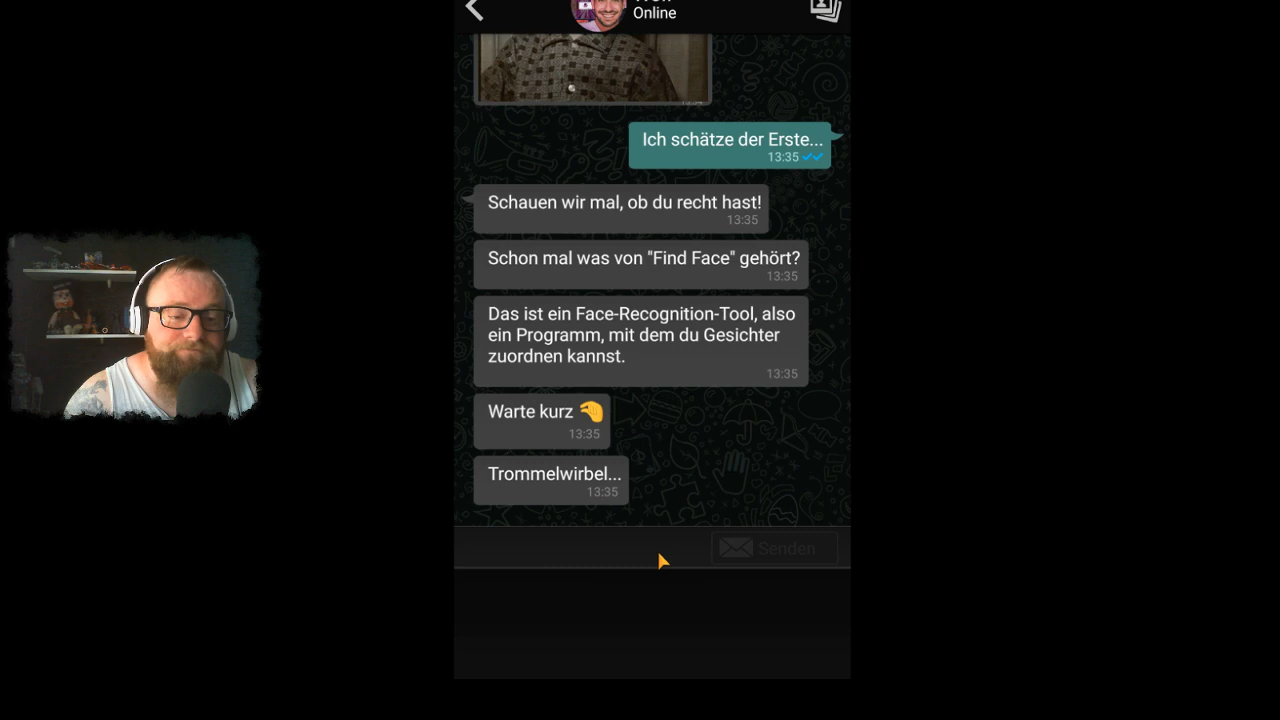 Online
Ich schätze der Erste...
13:35
Schauen wir mal, ob du recht hast!
13:35
Schon mal was von "Find Face" gehört?
13:35
Das ist ein Face-Recognition-Tool, also
ein Programm, mit dem du Gesichter
zuordnen kannst.
13:35
Warte kurz
13:35
Trommelwirbel...
13:35
Senden